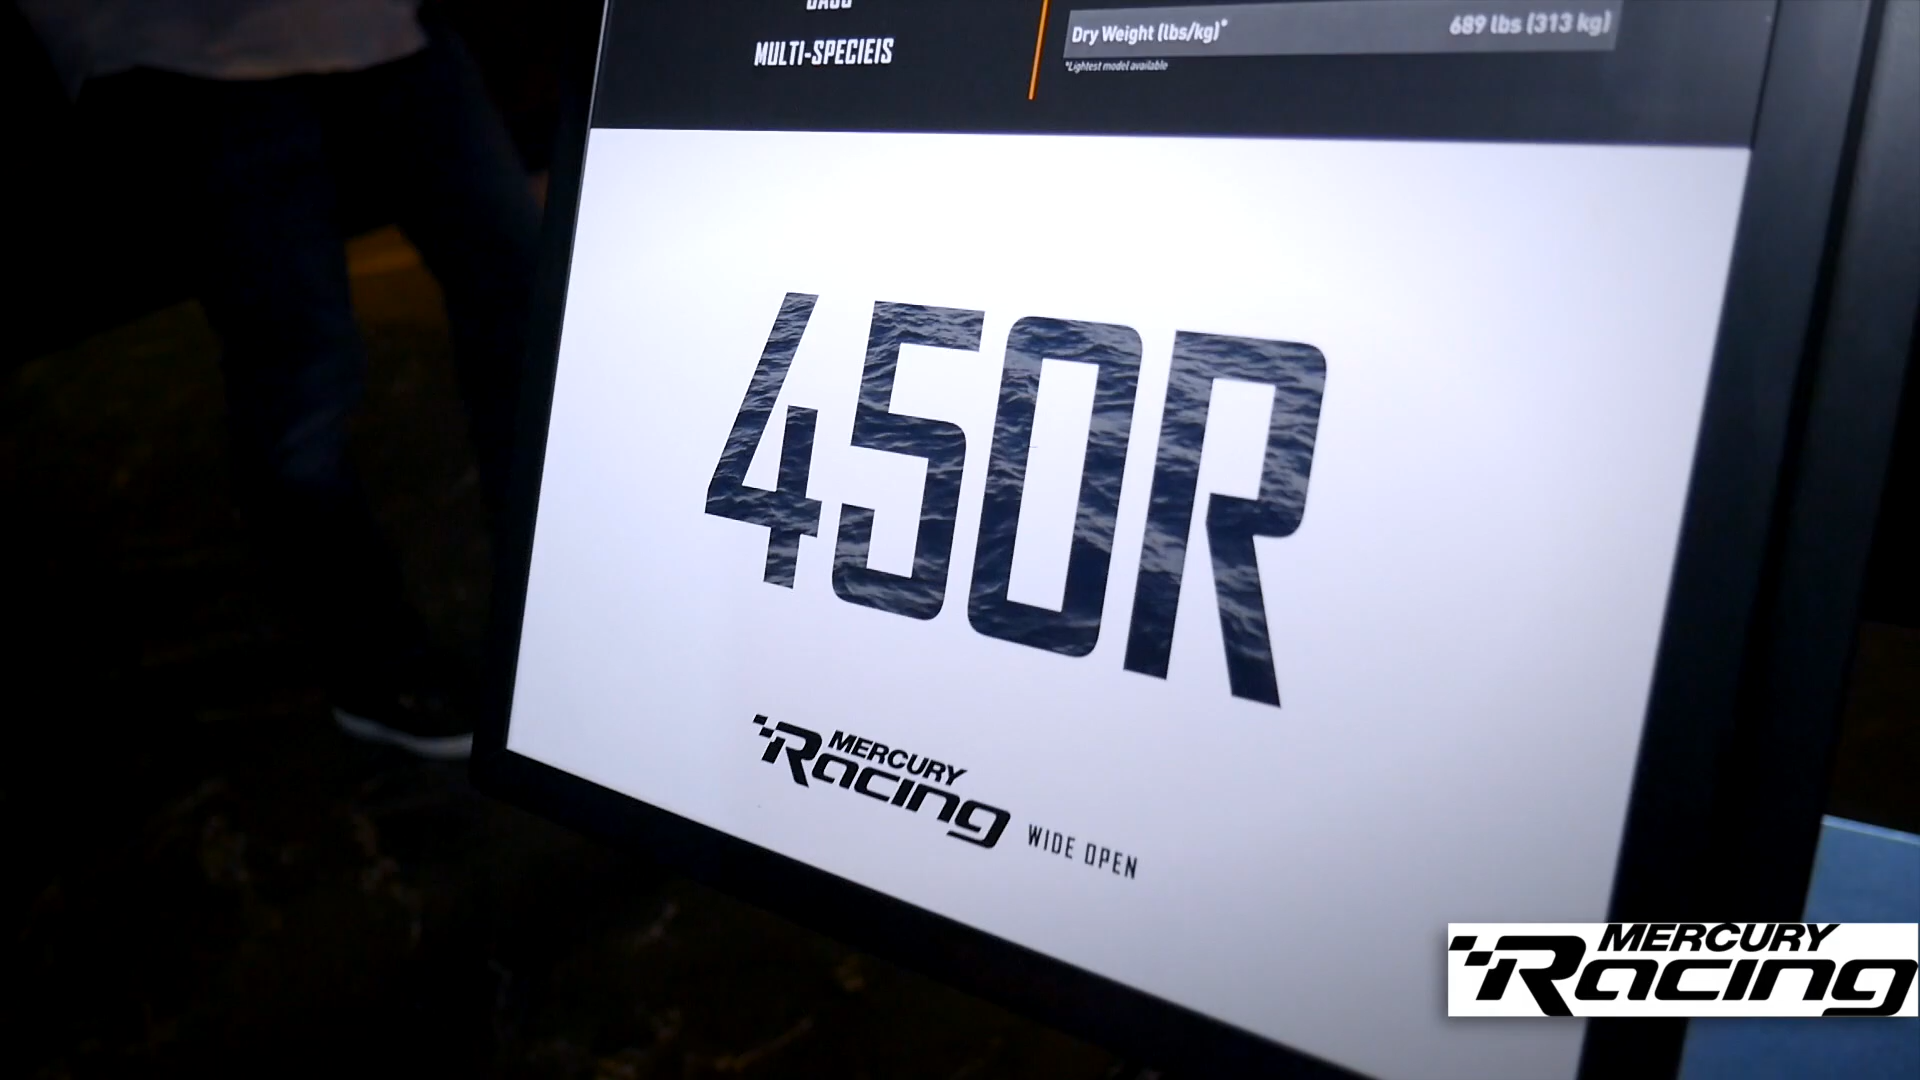 MULTI-SPECIEIS
Dry Weight (lbs/kg)* 689 lbs (313 kg)
*Lightest model available
450R
MERCURY
Racing
WIDE OPEN
MERCURY
Racing